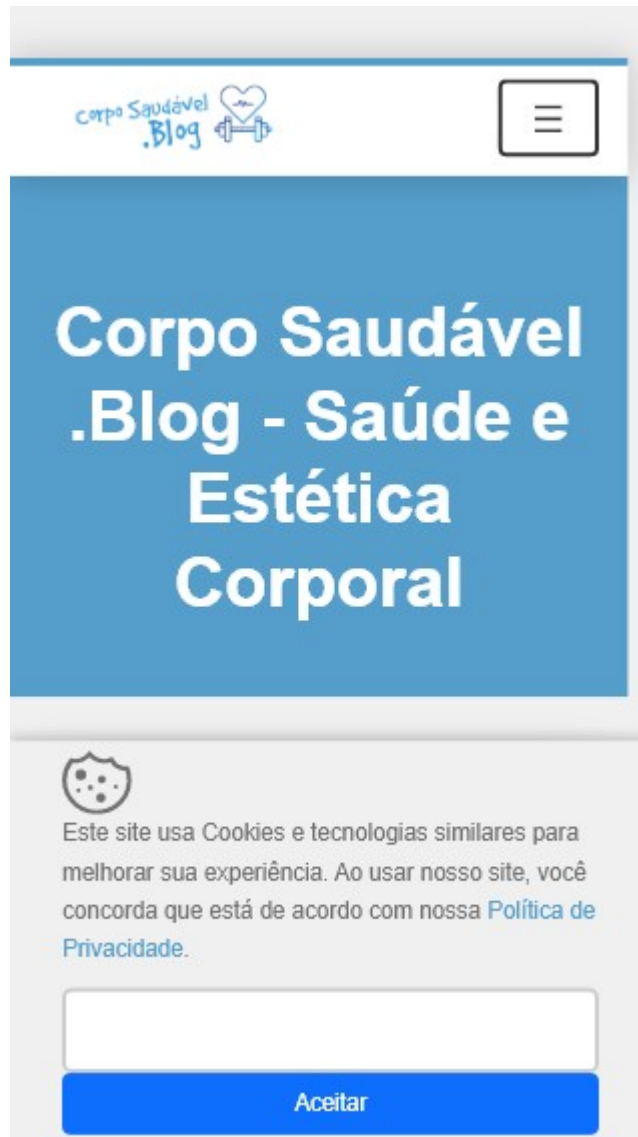 Corpo Saudável
.Blog
Corpo Saudável
.Blog - Saúde e
Estética
Corporal
Este site usa Cookies e tecnologias similares para
melhorar sua experiência. Ao usar nosso site, você
concorda que está de acordo com nossa Política de
Privacidade.
Aceitar